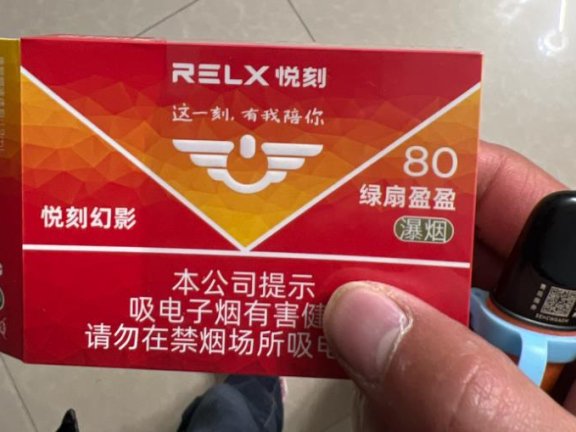 RELX 悦刻
这一刻,有我陪你
80
绿扇盈盈
瀑烟
悦刻幻影
本公司提示
吸电子烟有害健
请勿在禁烟场所吸电